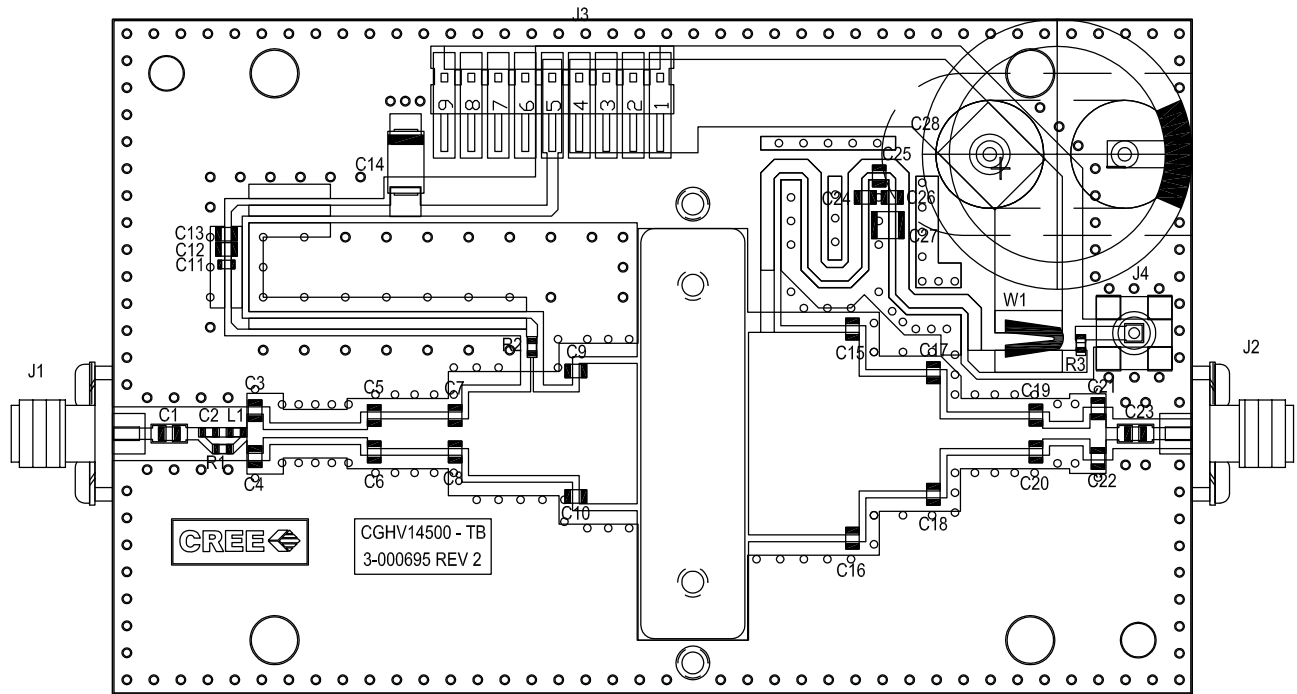 J3
9 8 7 6 5 4 3 2 1
C28
C14
C25
C24
C26
C13
C27
C12
C11
J4
W1
C15
C17
R2
C9
R3
J1
J2
C3
C5
C7
C19
C21
C1
C2
L1
C23
R1
C4
C6
C8
C20
C22
C10
C18
CREE
CGHV14500 - TB
3-000695 REV 2
C16